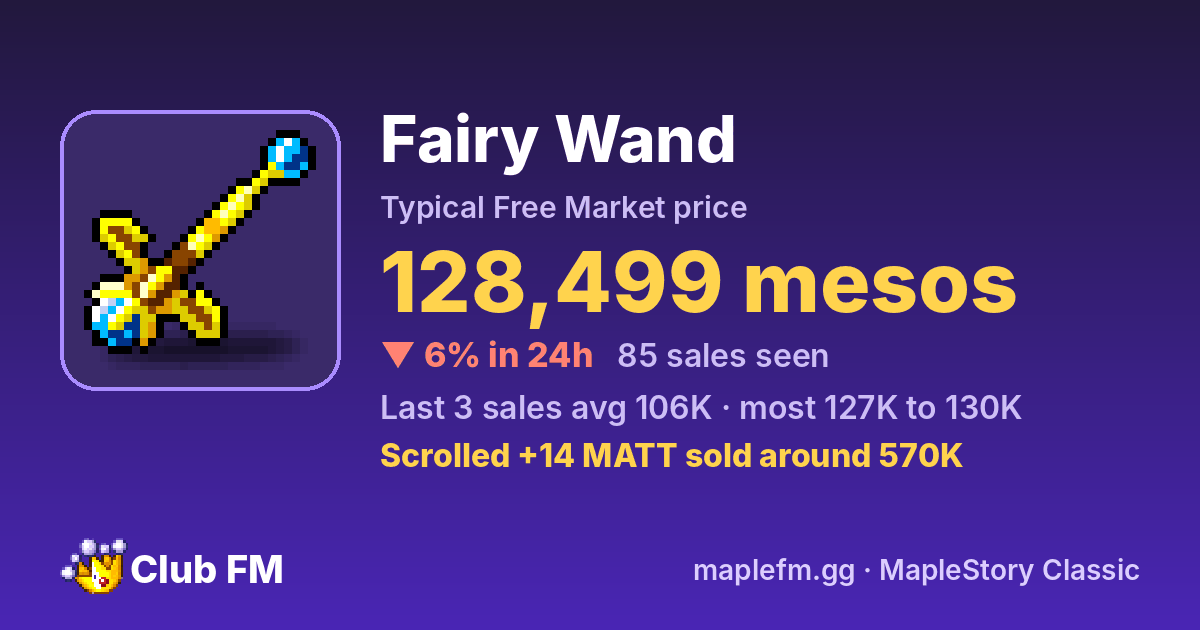 Fairy Wand
Typical Free Market price
128,499 mesos
▼ 6% in 24h 85 sales seen
Last 3 sales avg 106K · most 127K to 130K
Scrolled +14 MATT sold around 570K
Club FM
maplefm.gg · MapleStory Classic